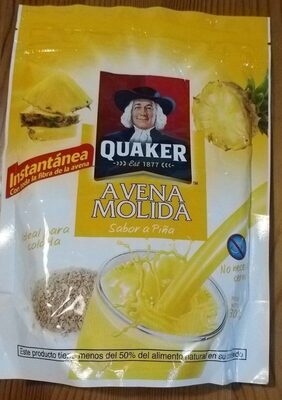 QUAKER
Est 1877
Instantánea
Con toda la fibra de la avena
AVENA
MOLIDA
Sabor a Piña
Ideal para
No nece
Este producto tiene menos del 50% del alimento natural en su